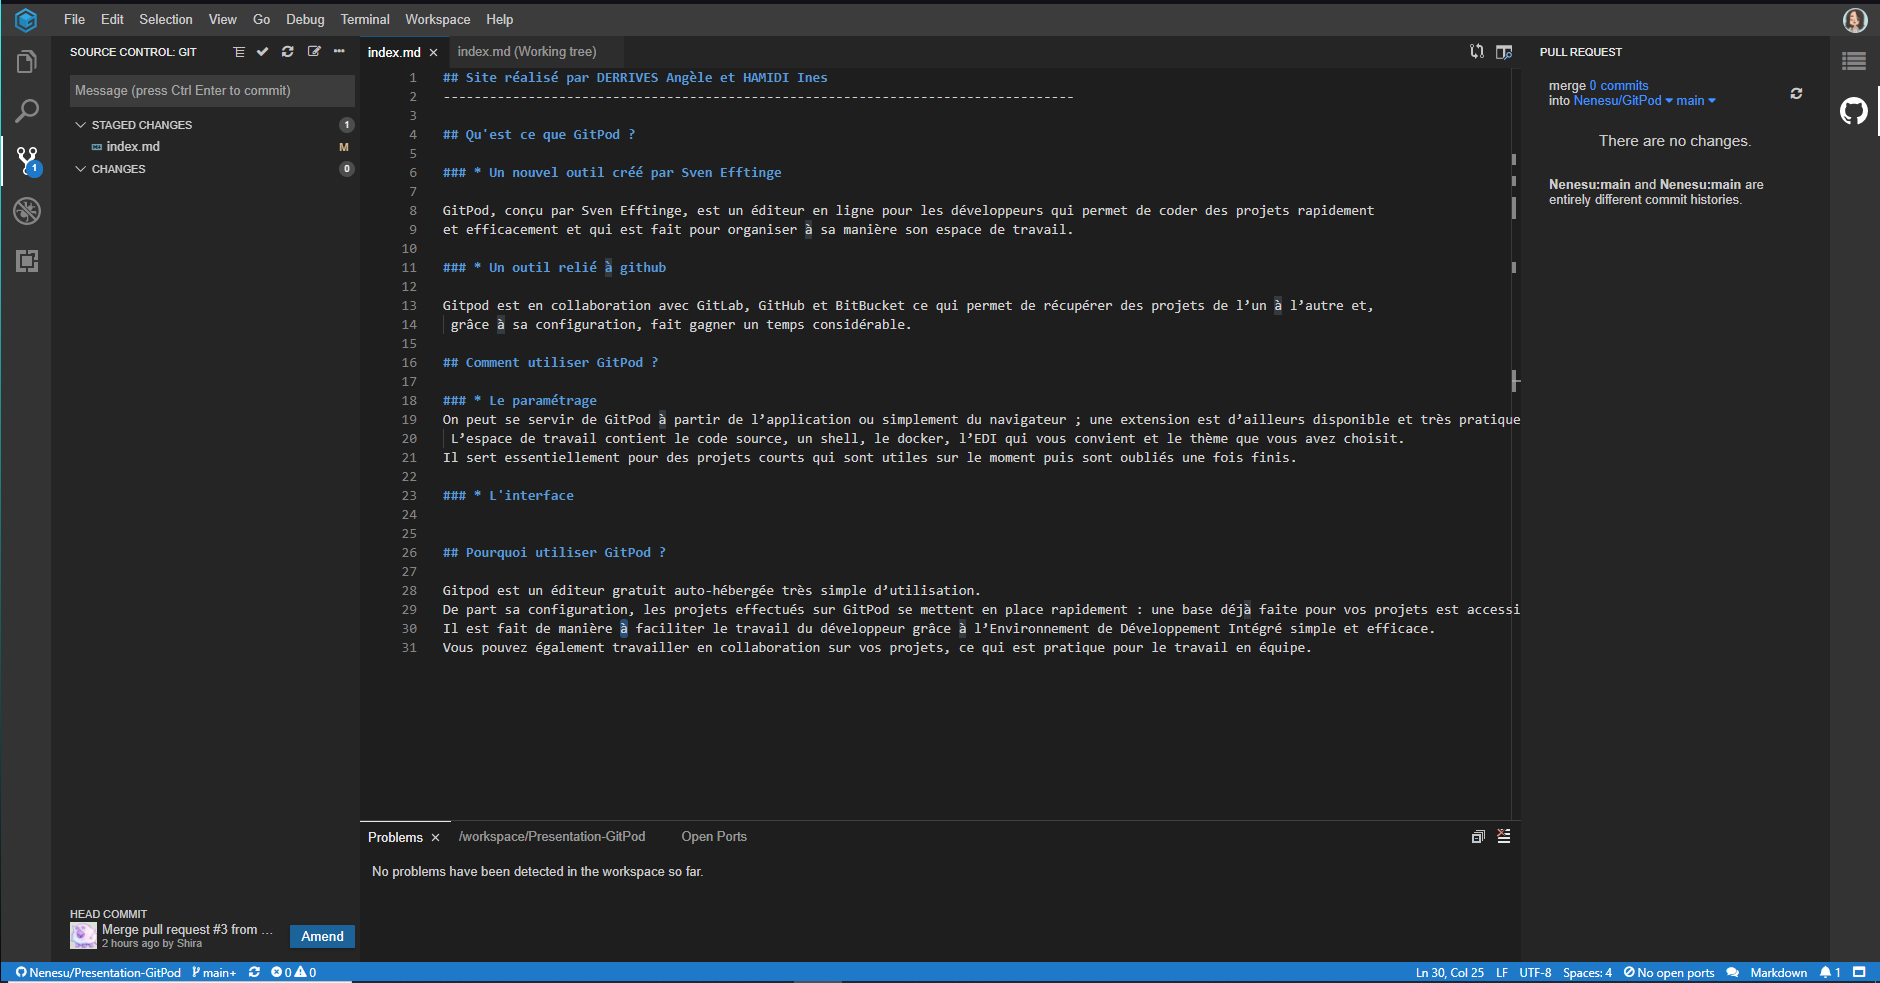 File Edit Selection View Go Debug Terminal Workspace Help
SOURCE CONTROL: GIT
Message (press Ctrl Enter to commit)
STAGED CHANGES 1
index.md M
CHANGES 0
1
HEAD COMMIT
Merge pull request #3 from ...
2 hours ago by Shira
Amend
index.md index.md (Working tree)
1 ## Site réalisé par DERRIVES Angèle et HAMIDI Ines
2 ----------------------------------------------------------------------------------
3
4 ## Qu'est ce que GitPod ?
5
6 ### * Un nouvel outil créé par Sven Efftinge
7
8 GitPod, conçu par Sven Efftinge, est un éditeur en ligne pour les développeurs qui permet de coder des projets rapidement
9 et efficacement et qui est fait pour organiser à sa manière son espace de travail.
10
11 ### * Un outil relié à github
12
13 Gitpod est en collaboration avec GitLab, GitHub et BitBucket ce qui permet de récupérer des projets de l’un à l’autre et,
14 grâce à sa configuration, fait gagner un temps considérable.
15
16 ## Comment utiliser GitPod ?
17
18 ### * Le paramétrage
19 On peut se servir de GitPod à partir de l’application ou simplement du navigateur ; une extension est d’ailleurs disponible et très pratique
20 L’espace de travail contient le code source, un shell, le docker, l’EDI qui vous convient et le thème que vous avez choisit.
21 Il sert essentiellement pour des projets courts qui sont utiles sur le moment puis sont oubliés une fois finis.
22
23 ### * L'interface
24
25
26 ## Pourquoi utiliser GitPod ?
27
28 Gitpod est un éditeur gratuit auto-hébergée très simple d’utilisation.
29 De part sa configuration, les projets effectués sur GitPod se mettent en place rapidement : une base déjà faite pour vos projets est accessi
30 Il est fait de manière à faciliter le travail du développeur grâce à l’Environnement de Développement Intégré simple et efficace.
31 Vous pouvez également travailler en collaboration sur vos projets, ce qui est pratique pour le travail en équipe.
Problems /workspace/Presentation-GitPod Open Ports
No problems have been detected in the workspace so far.
PULL REQUEST
merge 0 commits
into Nenesu/GitPod main
There are no changes.
Nenesu:main and Nenesu:main are
entirely different commit histories.
Nenesu/Presentation-GitPod main+ 0 0 Ln 30, Col 25 LF UTF-8 Spaces: 4 No open ports Markdown 1